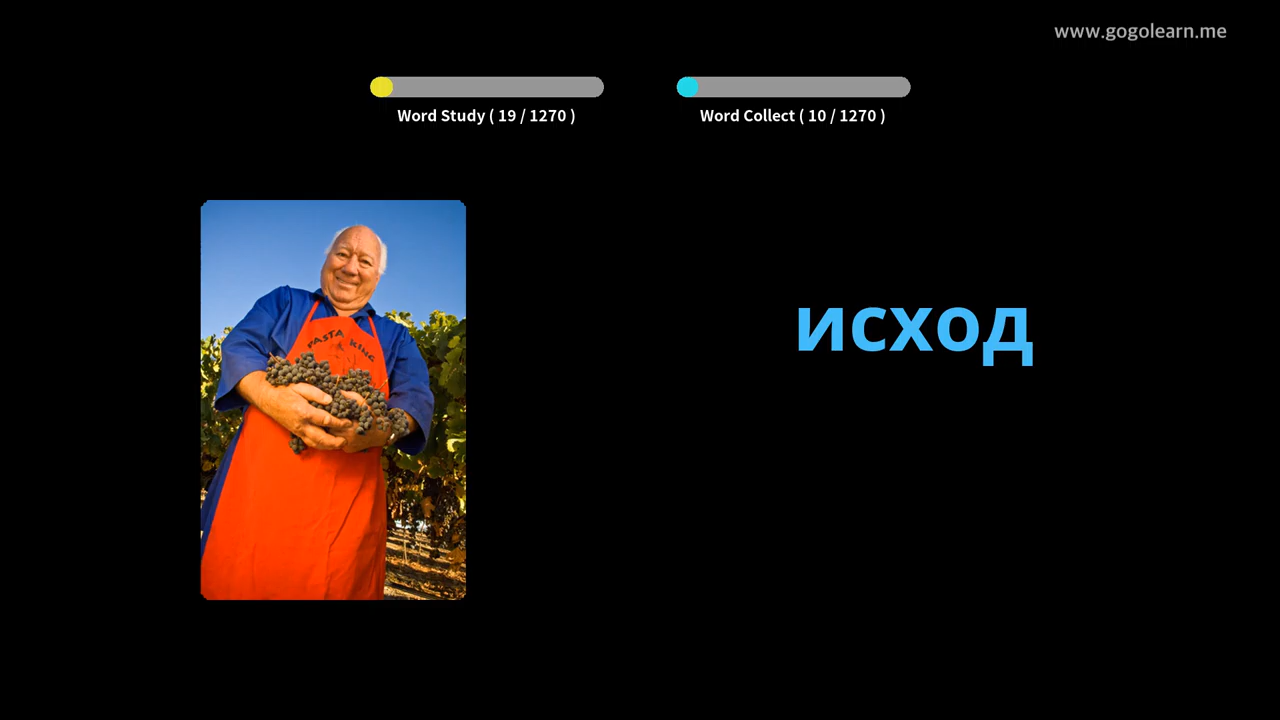 www.gogolearn.me
Word Study ( 19 / 1270 )
Word Collect ( 10 / 1270 )
PASTA KING
исход